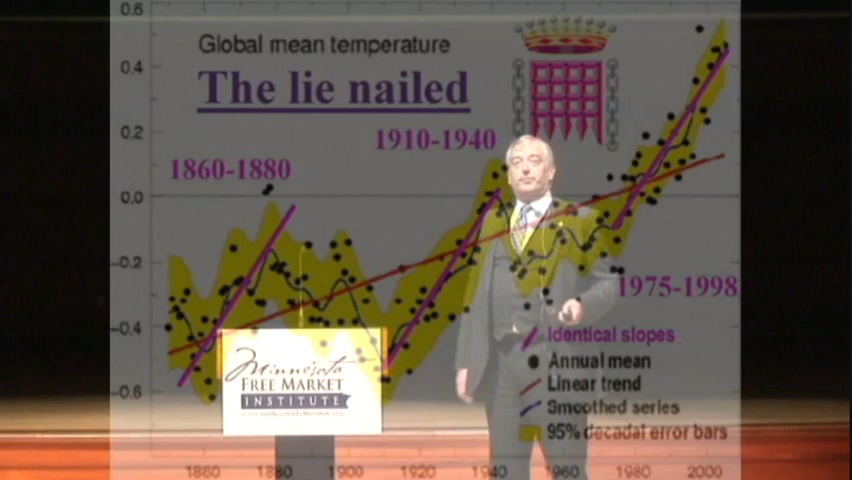 0.6
Global mean temperature
0.4
The lie nailed
0.2
1910-1940
1860-1880
0.0
-0.2
1975-1998
-0.4
Identical slopes
Minnesota
FREE MARKET
INSTITUTE
Annual mean
Linear trend
-0.6
Smoothed series
95% decadal error bars
1860 1880 1900 1920 1940 1960 1980 2000